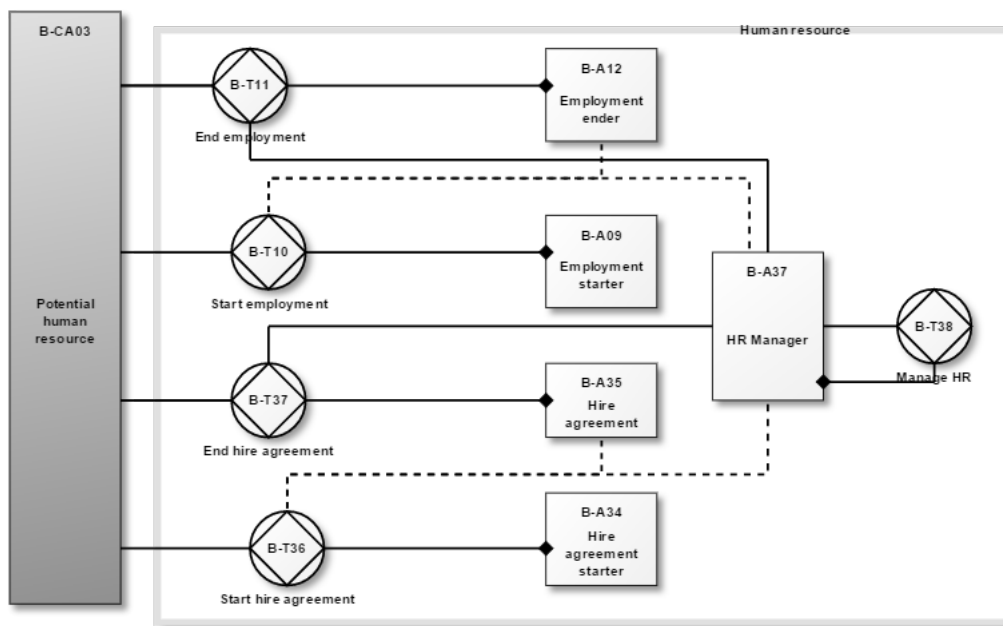 B-CA03
Human resource
B-T11
End employment
B-A12
Employment
ender
B-T10
Start employment
B-A09
Employment
starter
Potential
human
resource
B-A37
HR Manager
B-T38
Manage HR
B-T37
End hire agreement
B-A35
Hire
agreement
B-T36
Start hire agreement
B-A34
Hire
agreement
starter